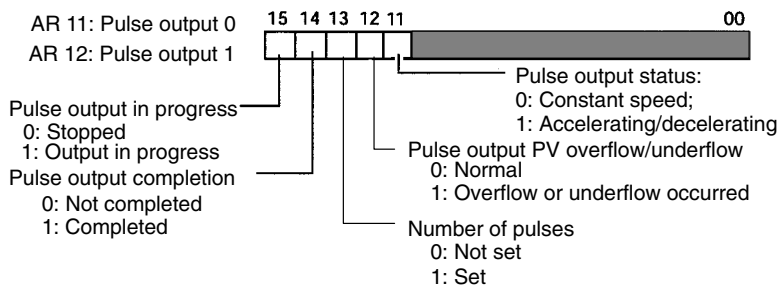 AR 11: Pulse output 0
AR 12: Pulse output 1
15 14 13 12 11 00
Pulse output status:
0: Constant speed;
1: Accelerating/decelerating
Pulse output in progress
0: Stopped
1: Output in progress
Pulse output PV overflow/underflow
0: Normal
1: Overflow or underflow occurred
Pulse output completion
0: Not completed
1: Completed
Number of pulses
0: Not set
1: Set